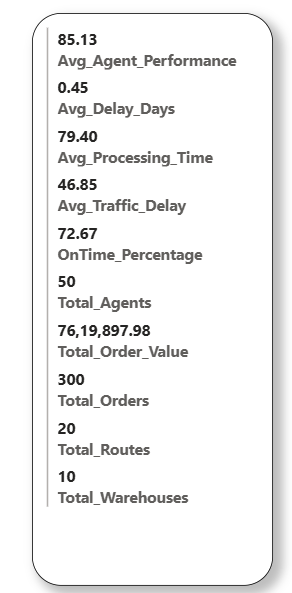 85.13
Avg_Agent_Performance
0.45
Avg_Delay_Days
79.40
Avg_Processing_Time
46.85
Avg_Traffic_Delay
72.67
OnTime_Percentage
50
Total_Agents
76,19,897.98
Total_Order_Value
300
Total_Orders
20
Total_Routes
10
Total_Warehouses